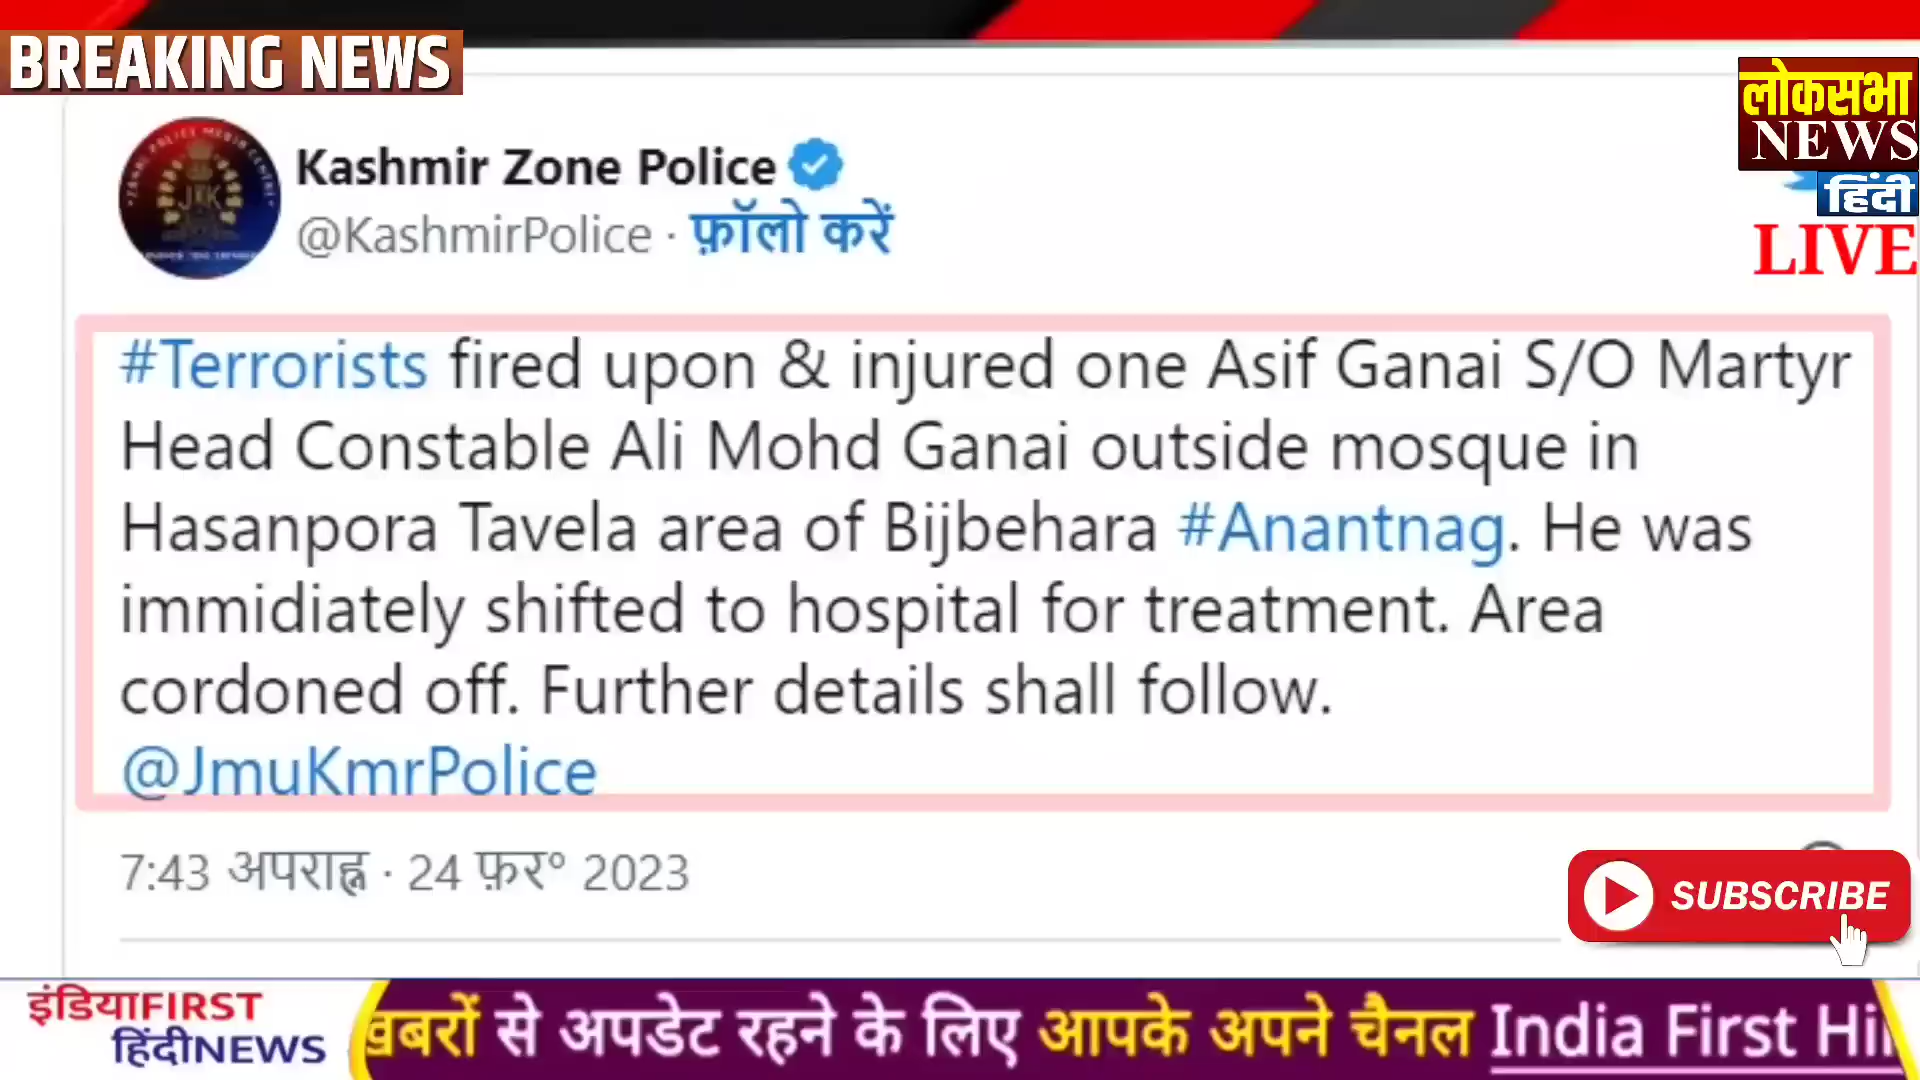 BREAKING NEWS
लोकसभा
NEWS
हिंदी
LIVE
Kashmir Zone Police
@KashmirPolice · फ़ॉलो करें
#Terrorists fired upon & injured one Asif Ganai S/O Martyr
Head Constable Ali Mohd Ganai outside mosque in
Hasanpora Tavela area of Bijbehara #Anantnag. He was
immidiately shifted to hospital for treatment. Area
cordoned off. Further details shall follow.
@JmuKmrPolice
7:43 अपराह्न · 24 फ़र॰ 2023
SUBSCRIBE
इंडियाFIRST
हिंदीNEWS
खबरों से अपडेट रहने के लिए आपके अपने चैनल India First Hi